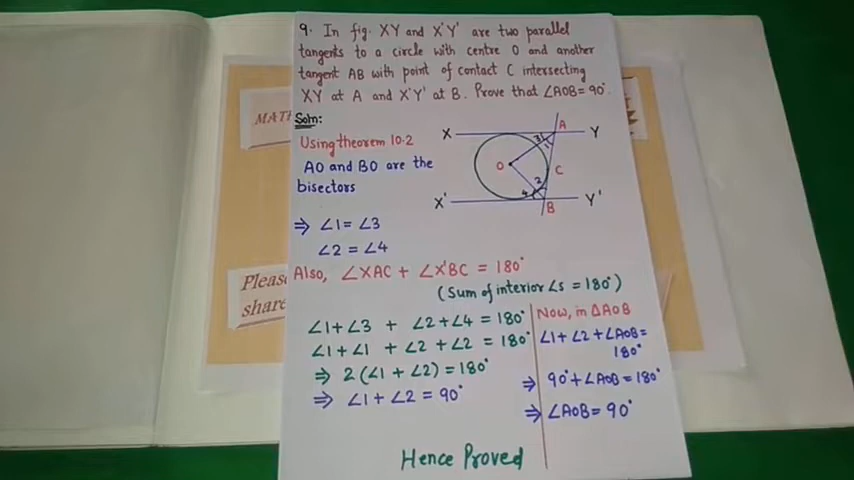 9. In fig. XY and X'Y' are two parallel
tangents to a circle with centre O and another
tangent AB with point of contact C intersecting
XY at A and X'Y' at B. Prove that ∠AOB = 90°.
Soln:
Using theorem 10.2
AO and BO are the
bisectors
X
A
Y
3
1
O
C
2
4
X'
B
Y'
⇒ ∠1 = ∠3
∠2 = ∠4
Also, ∠XAC + ∠X'BC = 180°
(Sum of interior ∠s = 180°)
∠1+∠3 + ∠2+∠4 = 180°
∠1+∠1 + ∠2+∠2 = 180°
⇒ 2(∠1 + ∠2) = 180°
⇒ ∠1 + ∠2 = 90°
Now, in ΔAOB
∠1+∠2+∠AOB =
180°
⇒ 90°+∠AOB = 180°
⇒ ∠AOB = 90°
Hence Proved
Please
share